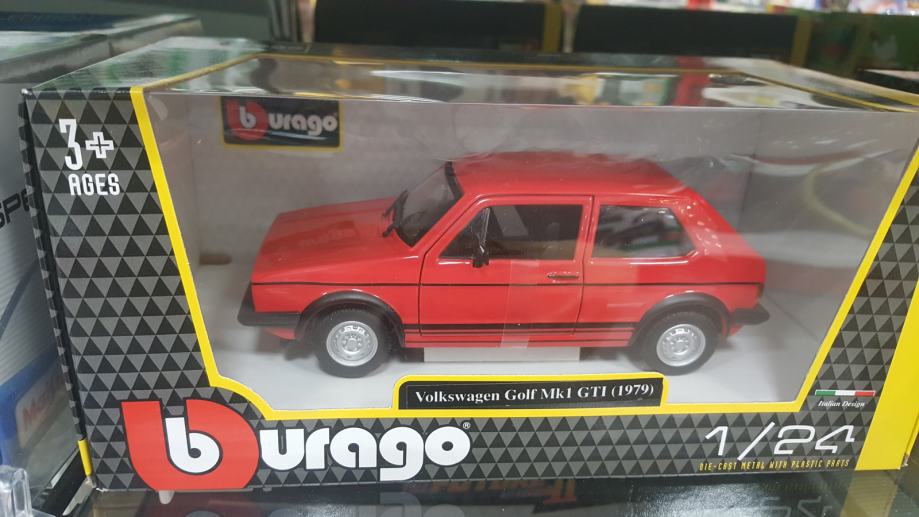 3+
AGES
burago
Volkswagen Golf Mk1 GTI (1979)
Italian Design
burago®
1/24
DIE-CAST METAL WITH PLASTIC PARTS